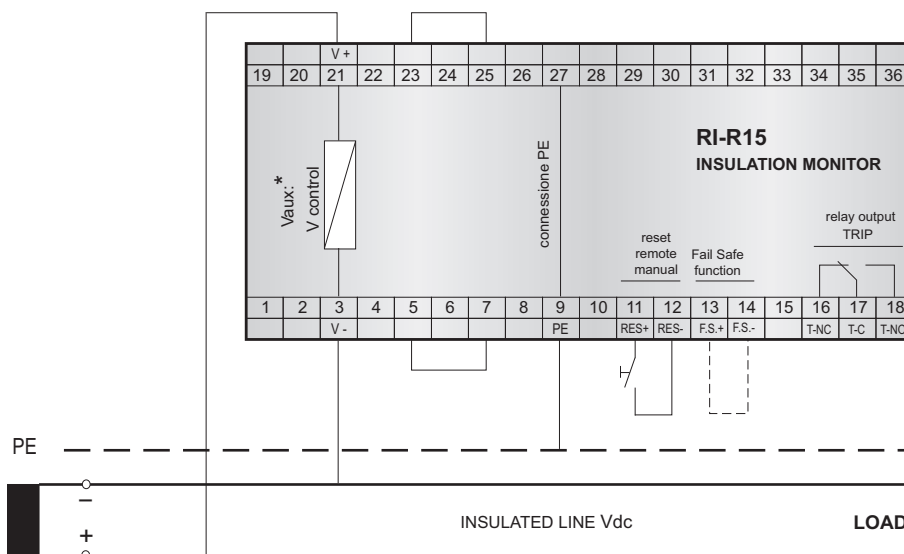 V +
19 20 21 22 23 24 25 26 27 28 29 30 31 32 33 34 35 36
RI-R15
INSULATION MONITOR
Vaux:*
V control
connessione PE
relay output
TRIP
reset
remote
manual
Fail Safe
function
1 2 3 4 5 6 7 8 9 10 11 12 13 14 15 16 17 18
V - PE RES+ RES- F.S.+ F.S.- T-NC T-C T-NO
PE
−
+
INSULATED LINE Vdc
LOAD